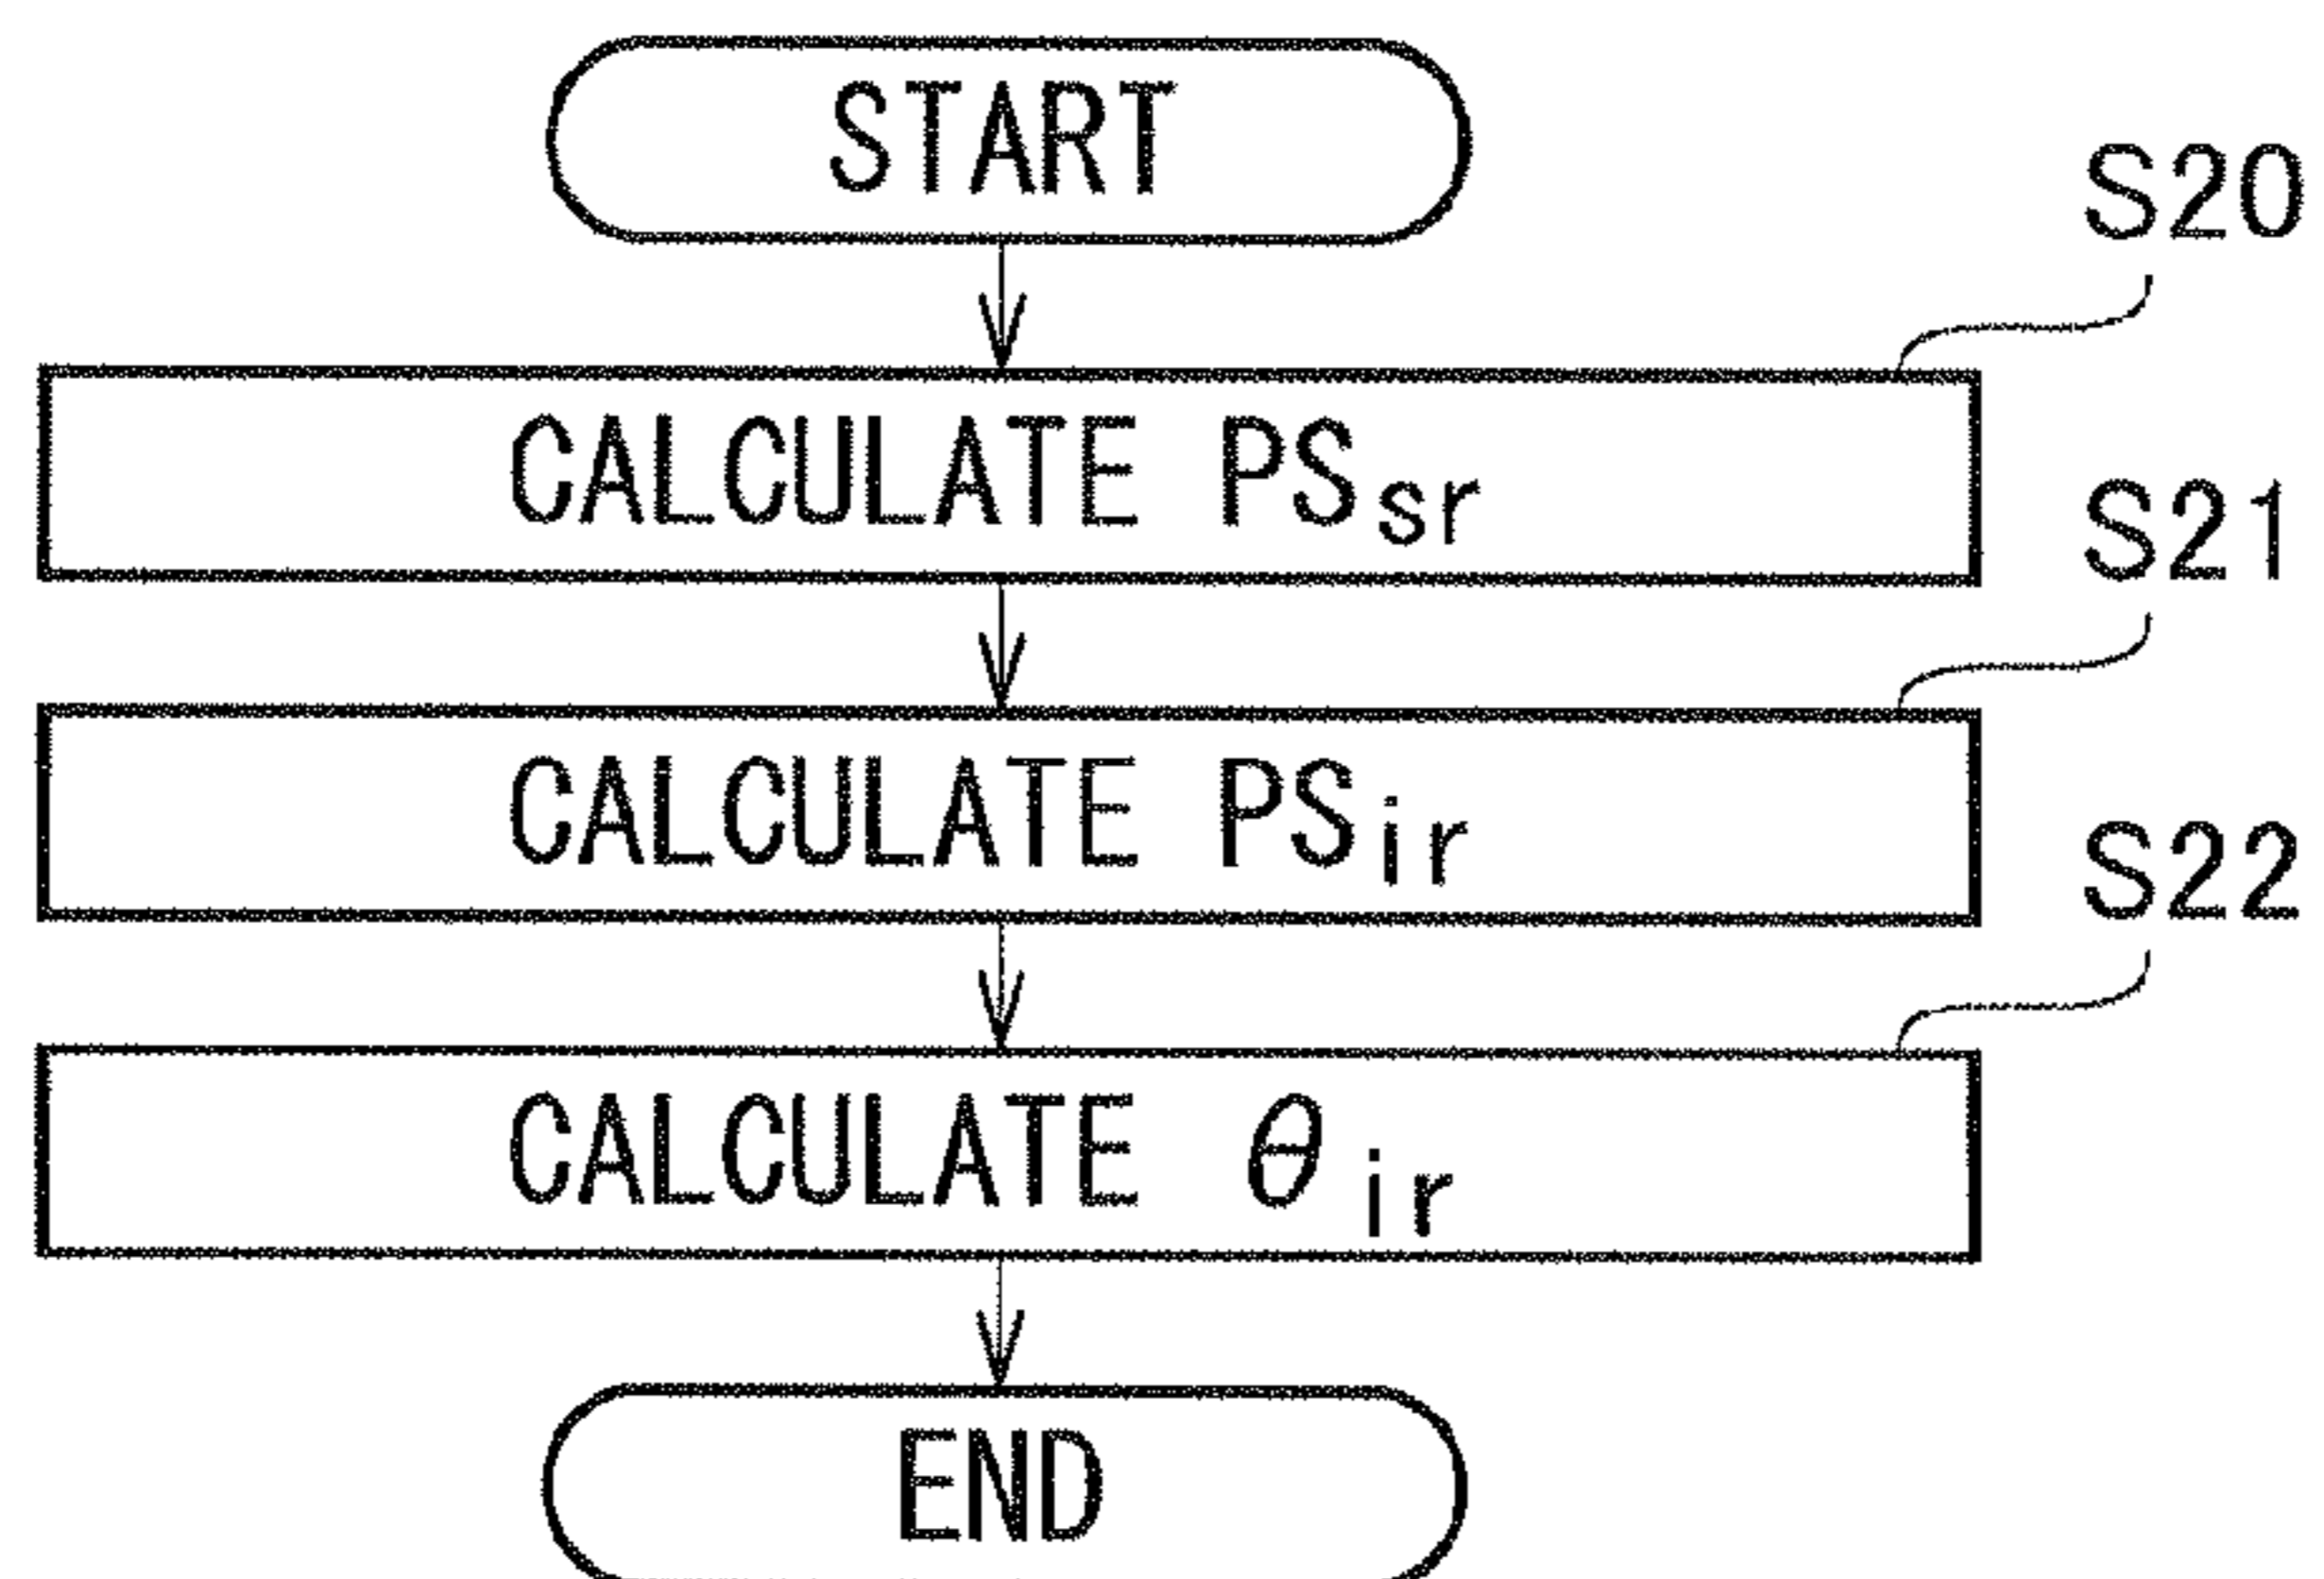 START
S20
CALCULATE PSsr
S21
CALCULATE PSir
S22
CALCULATE θir
END